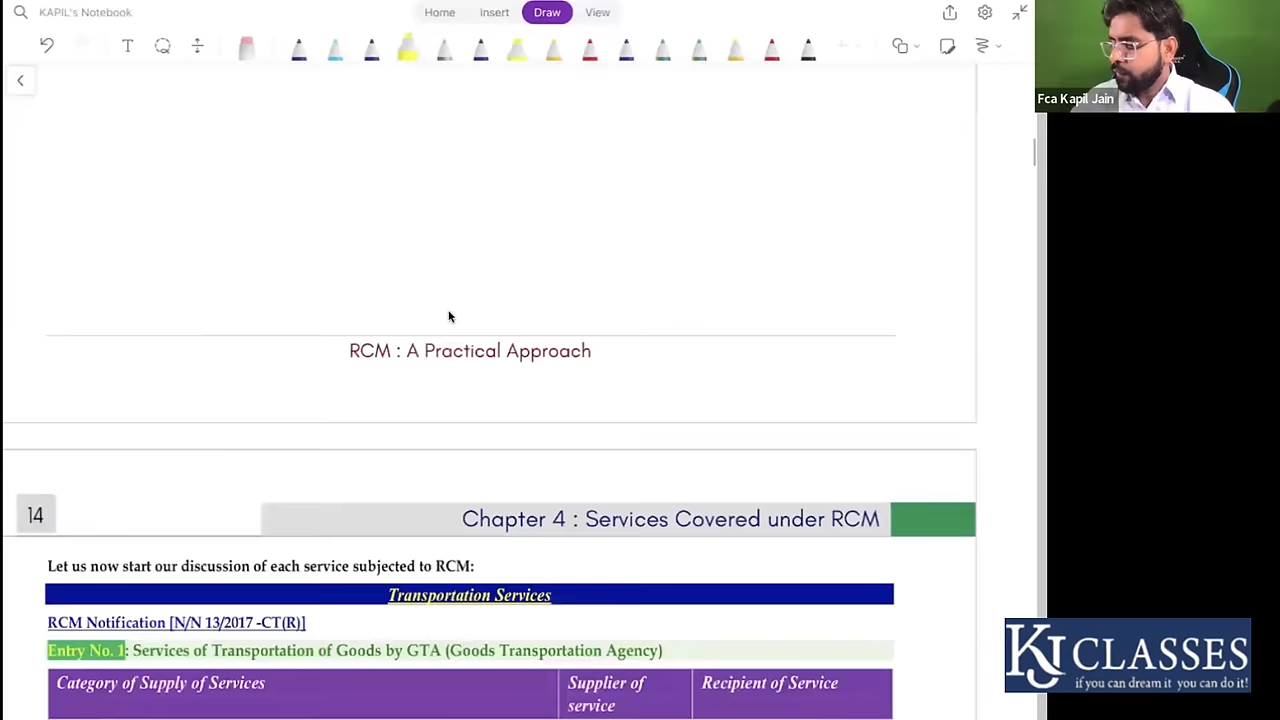 KAPIL's Notebook
Home
Insert
Draw
View
Fca Kapil Jain
RCM : A Practical Approach
14
Chapter 4 : Services Covered under RCM
Let us now start our discussion of each service subjected to RCM:
Transportation Services
RCM Notification [N/N 13/2017 -CT(R)]
Entry No. 1: Services of Transportation of Goods by GTA (Goods Transportation Agency)
Category of Supply of Services
Supplier of service
Recipient of Service
KJ CLASSES
if you can dream it you can do it!